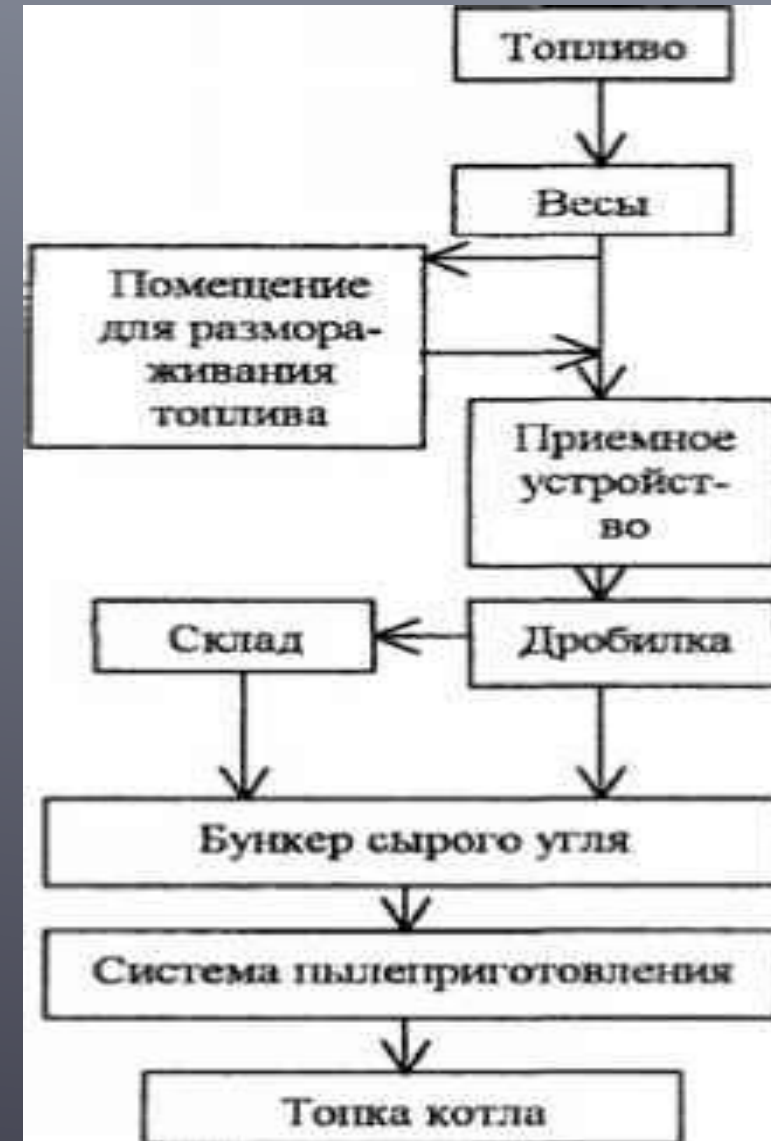 Топливо
Весы
Помещение
для размора-
живания
топлива
Приемное
устройст-
во
Склад
Дробилка
Бункер сырого угля
Система пылеприготовления
Топка котла